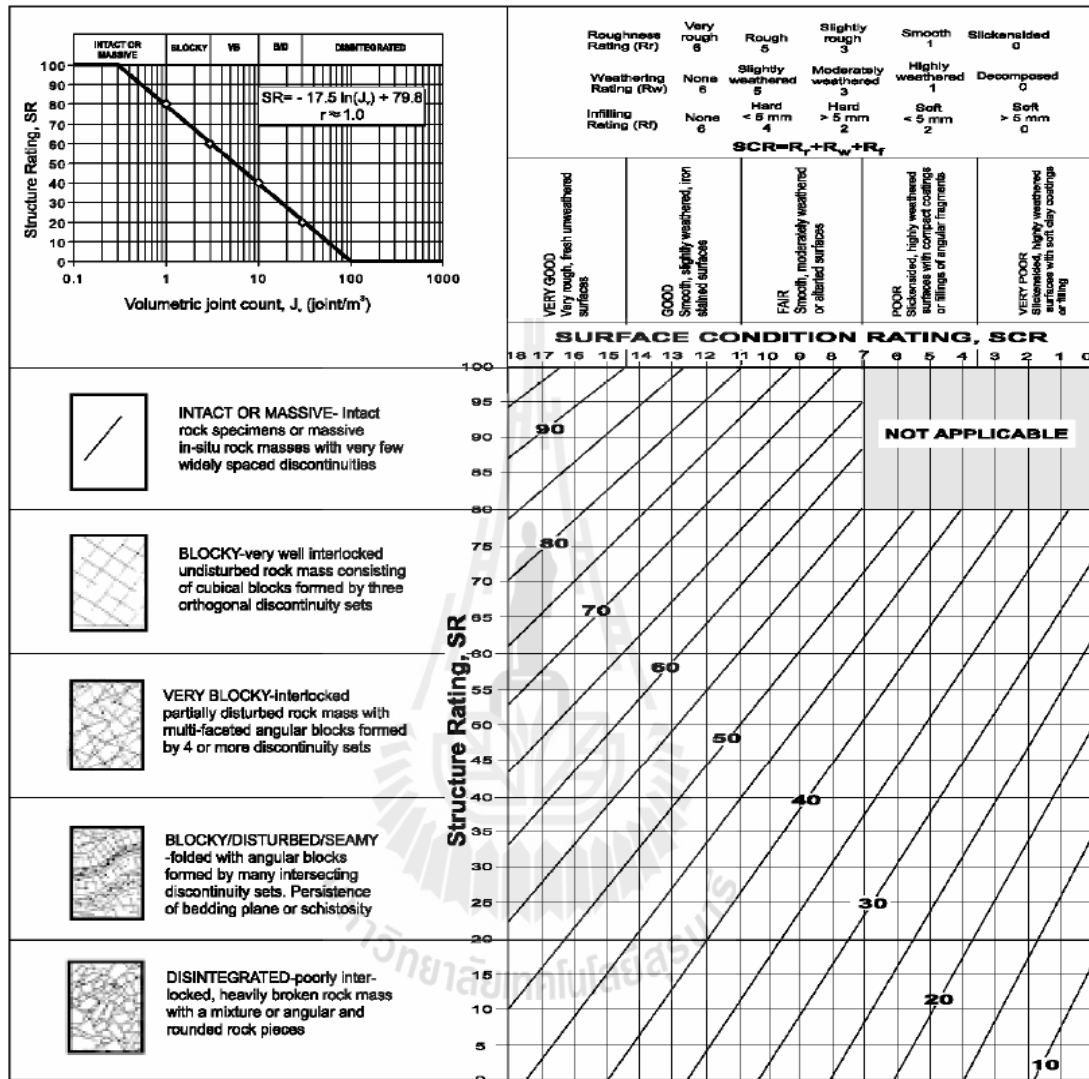 INTACT OR MASSIVE BLOCKY VB B/D DISINTEGRATED
100
90
80
70
60
50
40
30
20
10
0
SR= - 17.5 ln(Jv) + 79.8
r ≈ 1.0
Structure Rating, SR
0.1 1 10 100 1000
Volumetric joint count, Jv (joint/m³)
Roughness Rating (Rr) Very rough 6 Rough 5 Slightly rough 3 Smooth 1 Slickensided 0
Weathering Rating (Rw) None 6 Slightly weathered 5 Moderately weathered 3 Highly weathered 1 Decomposed 0
Infilling Rating (Rf) None 6 Hard < 5 mm 4 Hard > 5 mm 2 Soft < 5 mm 2 Soft > 5 mm 0
SCR=Rr+Rw+Rf
VERY GOOD
Very rough, fresh unweathered
surfaces
GOOD
Smooth, slightly weathered, iron
stained surfaces
FAIR
Smooth, moderately weathered
or altarted surfaces
POOR
Slickensided, highly weathered
surfaces with compact coatings
or fillings of angular fragments
VERY POOR
Slickensided, highly weathered
surfaces with soft clay coatings
or filling
SURFACE CONDITION RATING, SCR
18 17 16 15 14 13 12 11 10 9 8 7 6 5 4 3 2 1 0
INTACT OR MASSIVE- Intact
rock specimens or massive
in-situ rock masses with very few
widely spaced discontinuities
BLOCKY-very well interlocked
undisturbed rock mass consisting
of cubical blocks formed by three
orthogonal discontinuity sets
VERY BLOCKY-interlocked
partially disturbed rock mass with
multi-faceted angular blocks formed
by 4 or more discontinuity sets
BLOCKY/DISTURBED/SEAMY
-folded with angular blocks
formed by many intersecting
discontinuity sets. Persistence
of bedding plane or schistosity
DISINTEGRATED-poorly inter-
locked, heavily broken rock mass
with a mixture or angular and
rounded rock pieces
Structure Rating, SR
100
95
90
85
80
75
70
65
60
55
50
45
40
35
30
25
20
15
10
5
0
NOT APPLICABLE
90
80
70
60
50
40
30
20
10